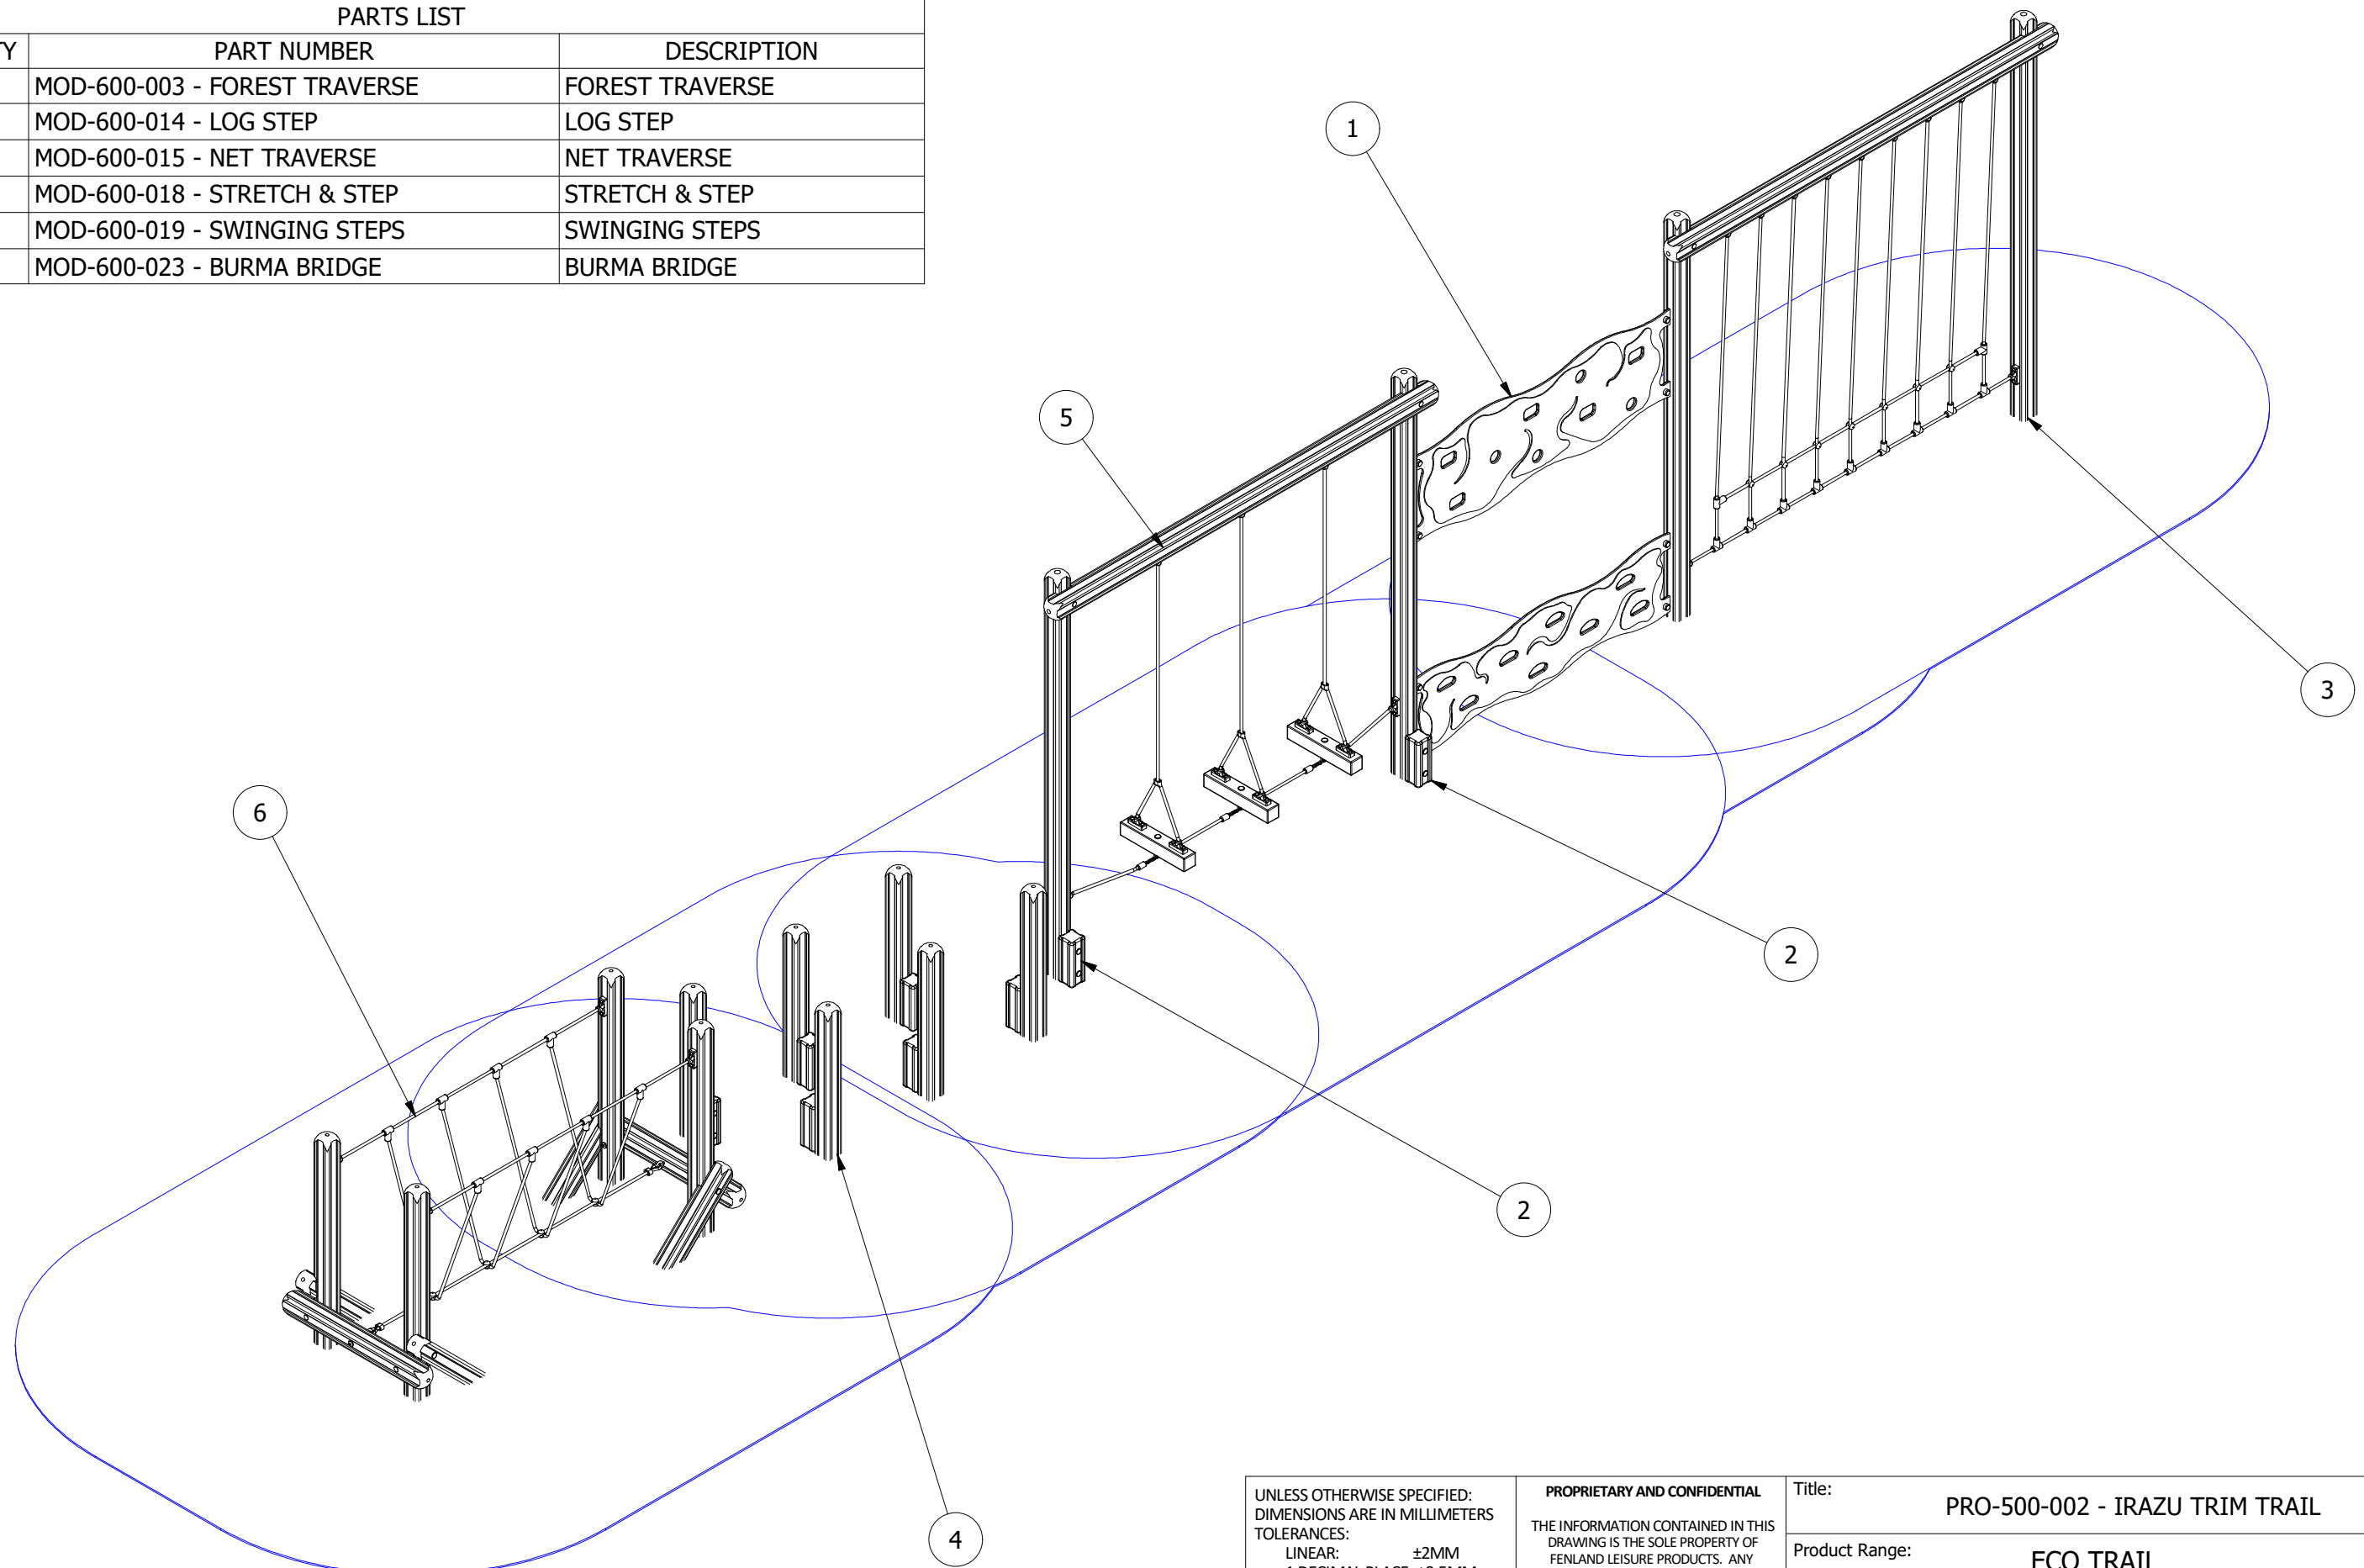 PARTS LIST
TY PART NUMBER DESCRIPTION
MOD-600-003 - FOREST TRAVERSE FOREST TRAVERSE
MOD-600-014 - LOG STEP LOG STEP
MOD-600-015 - NET TRAVERSE NET TRAVERSE
MOD-600-018 - STRETCH & STEP STRETCH & STEP
MOD-600-019 - SWINGING STEPS SWINGING STEPS
MOD-600-023 - BURMA BRIDGE BURMA BRIDGE
1
5
3
6
2
2
4
UNLESS OTHERWISE SPECIFIED:
DIMENSIONS ARE IN MILLIMETERS
TOLERANCES:
LINEAR: ±2MM
PROPRIETARY AND CONFIDENTIAL
THE INFORMATION CONTAINED IN THIS
DRAWING IS THE SOLE PROPERTY OF
FENLAND LEISURE PRODUCTS. ANY
Title:
PRO-500-002 - IRAZU TRIM TRAIL
Product Range:
ECO TRAIL